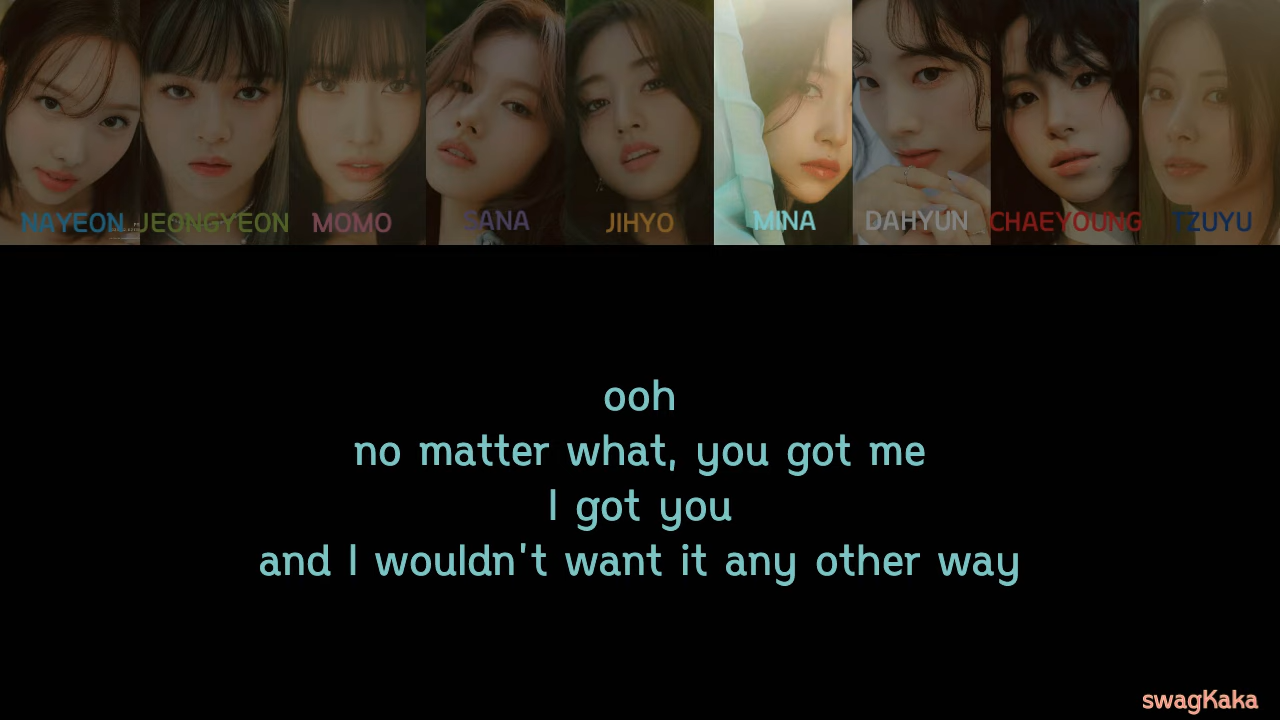 NAYEON JEONGYEON MOMO SANA JIHYO MINA DAHYUN CHAEYOUNG TZUYU
ooh
no matter what, you got me
I got you
and I wouldn't want it any other way
swagKaka